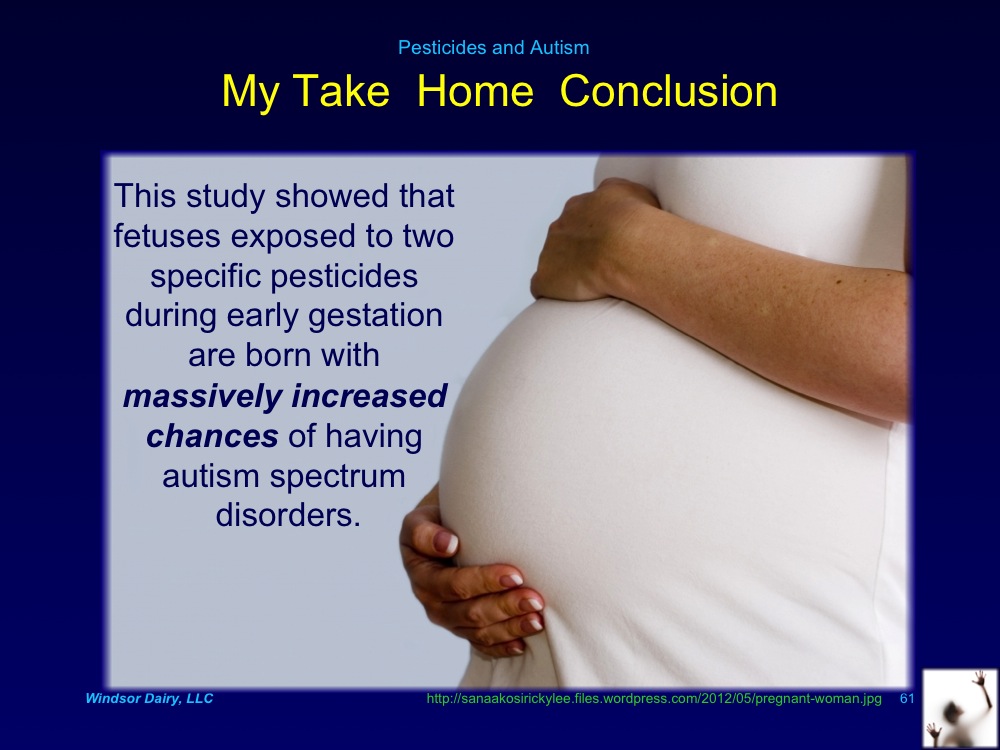 Pesticides and Autism
My Take Home Conclusion
This study showed that
fetuses exposed to two
specific pesticides
during early gestation
are born with
massively increased
chances of having
autism spectrum
disorders.
Windsor Dairy, LLC
http://sanaakosirickylee.files.wordpress.com/2012/05/pregnant-woman.jpg
61